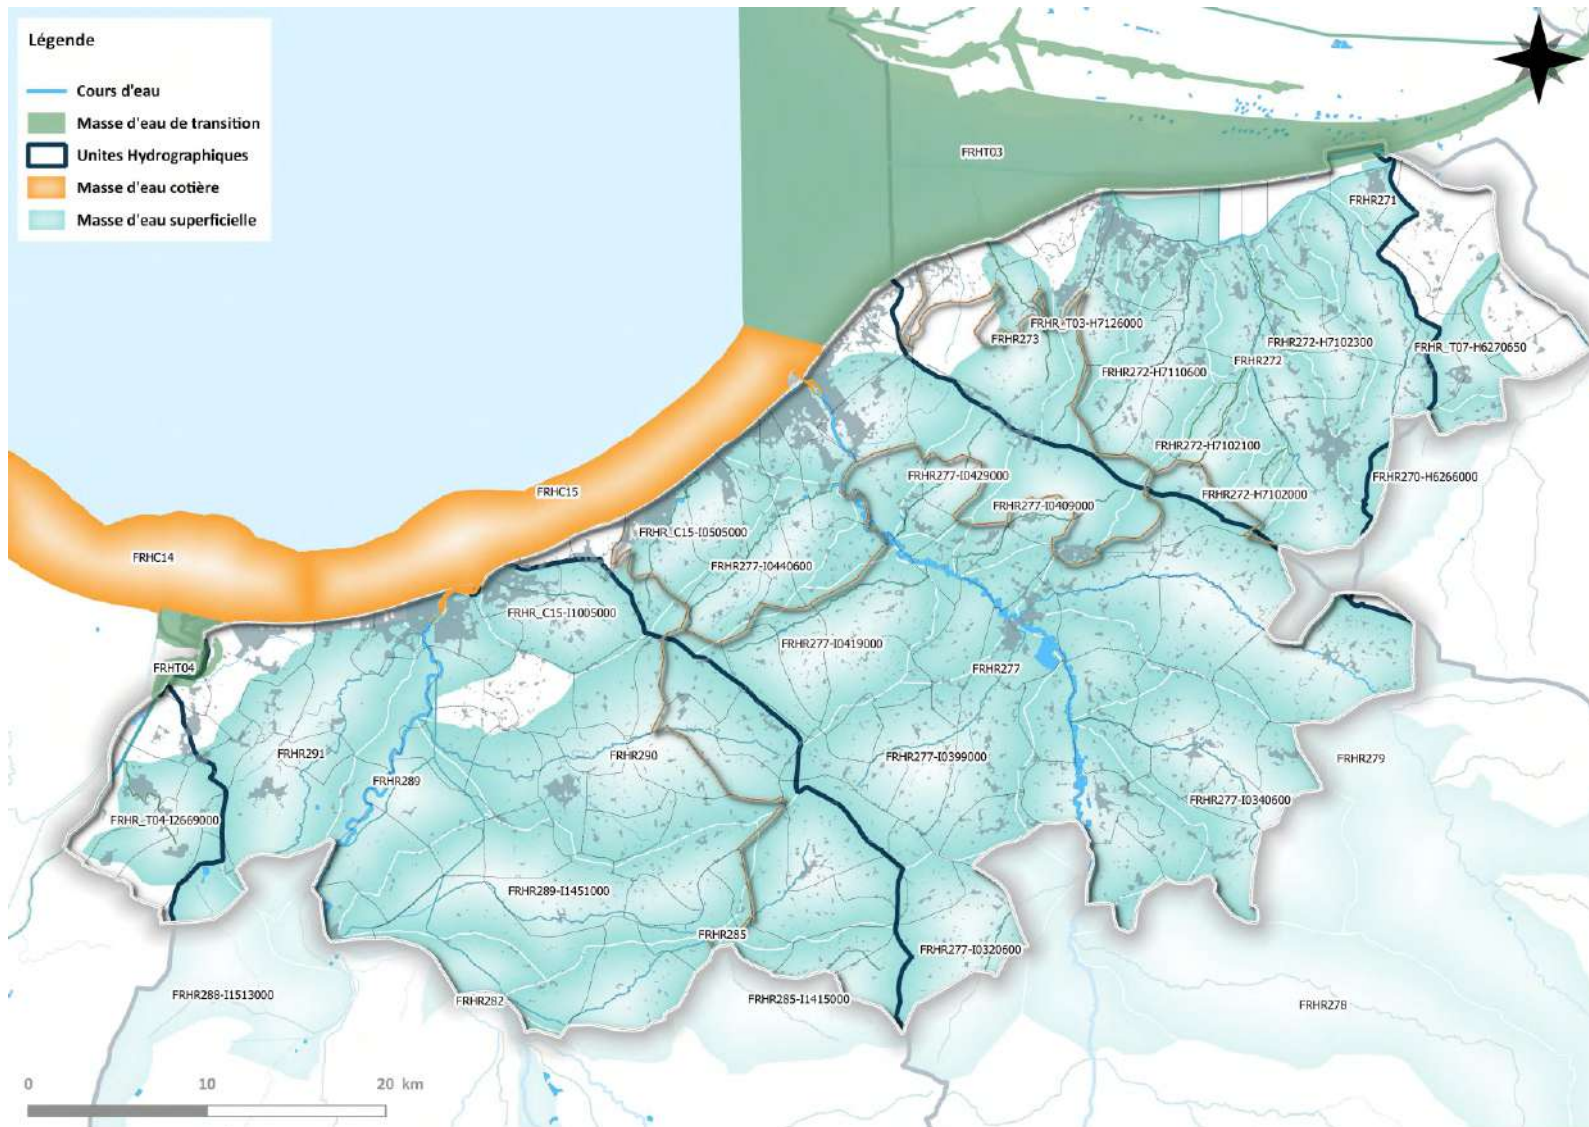 Légende
Cours d'eau
Masse d'eau de transition
Unites Hydrographiques
Masse d'eau cotière
Masse d'eau superficielle
FRHT03
FRHR271
FRHR_T03-H7126000
FRHR273
FRHR272-H7102300
FRHR_T07-H6270650
FRHR272
FRHR272-H7110600
FRHR272-H7102100
FRHR277-I0429000
FRHR270-H6266000
FRHC15
FRHR272-H7102000
FRHR277-I0409000
FRHR_C15-I0505000
FRHC14
FRHR277-I0440600
FRHR_C15-I1005000
FRHR277-I0419000
FRHT04
FRHR277
FRHR291
FRHR290
FRHR277-I0399000
FRHR279
FRHR289
FRHR277-I0340600
FRHR_T04-I2669000
FRHR289-I1451000
FRHR285
FRHR277-I0320600
FRHR288-I1513000
FRHR282
FRHR285-I1415000
FRHR278
0 10 20 km